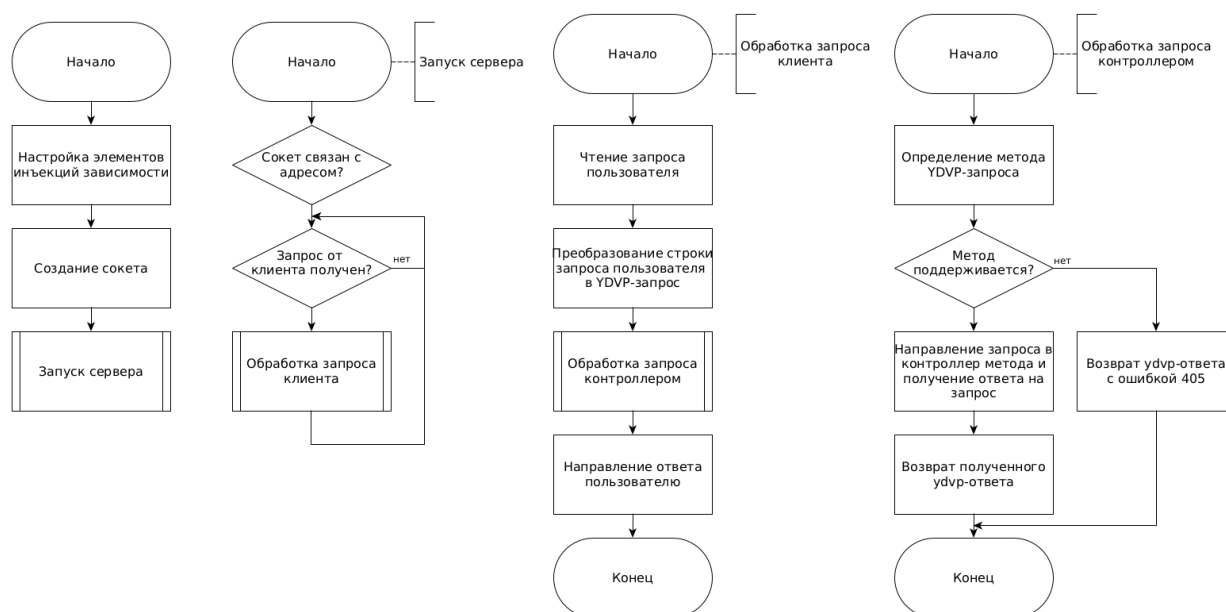 Начало
Настройка элементов
инъекций зависимости
Создание сокета
Запуск сервера
Начало
Запуск сервера
Сокет связан с
адресом?
Запрос от
клиента получен?
нет
Обработка запроса
клиента
Начало
Обработка запроса
клиента
Чтение запроса
пользователя
Преобразование строки
запроса пользователя
в YDVP-запрос
Обработка запроса
контроллером
Направление ответа
пользователю
Конец
Начало
Обработка запроса
контроллером
Определение метода
YDVP-запроса
Метод
поддерживается?
нет
Направление запроса в
контроллер метода и
получение ответа на
запрос
Возврат ydvp-ответа
с ошибкой 405
Возврат полученного
ydvp-ответа
Конец